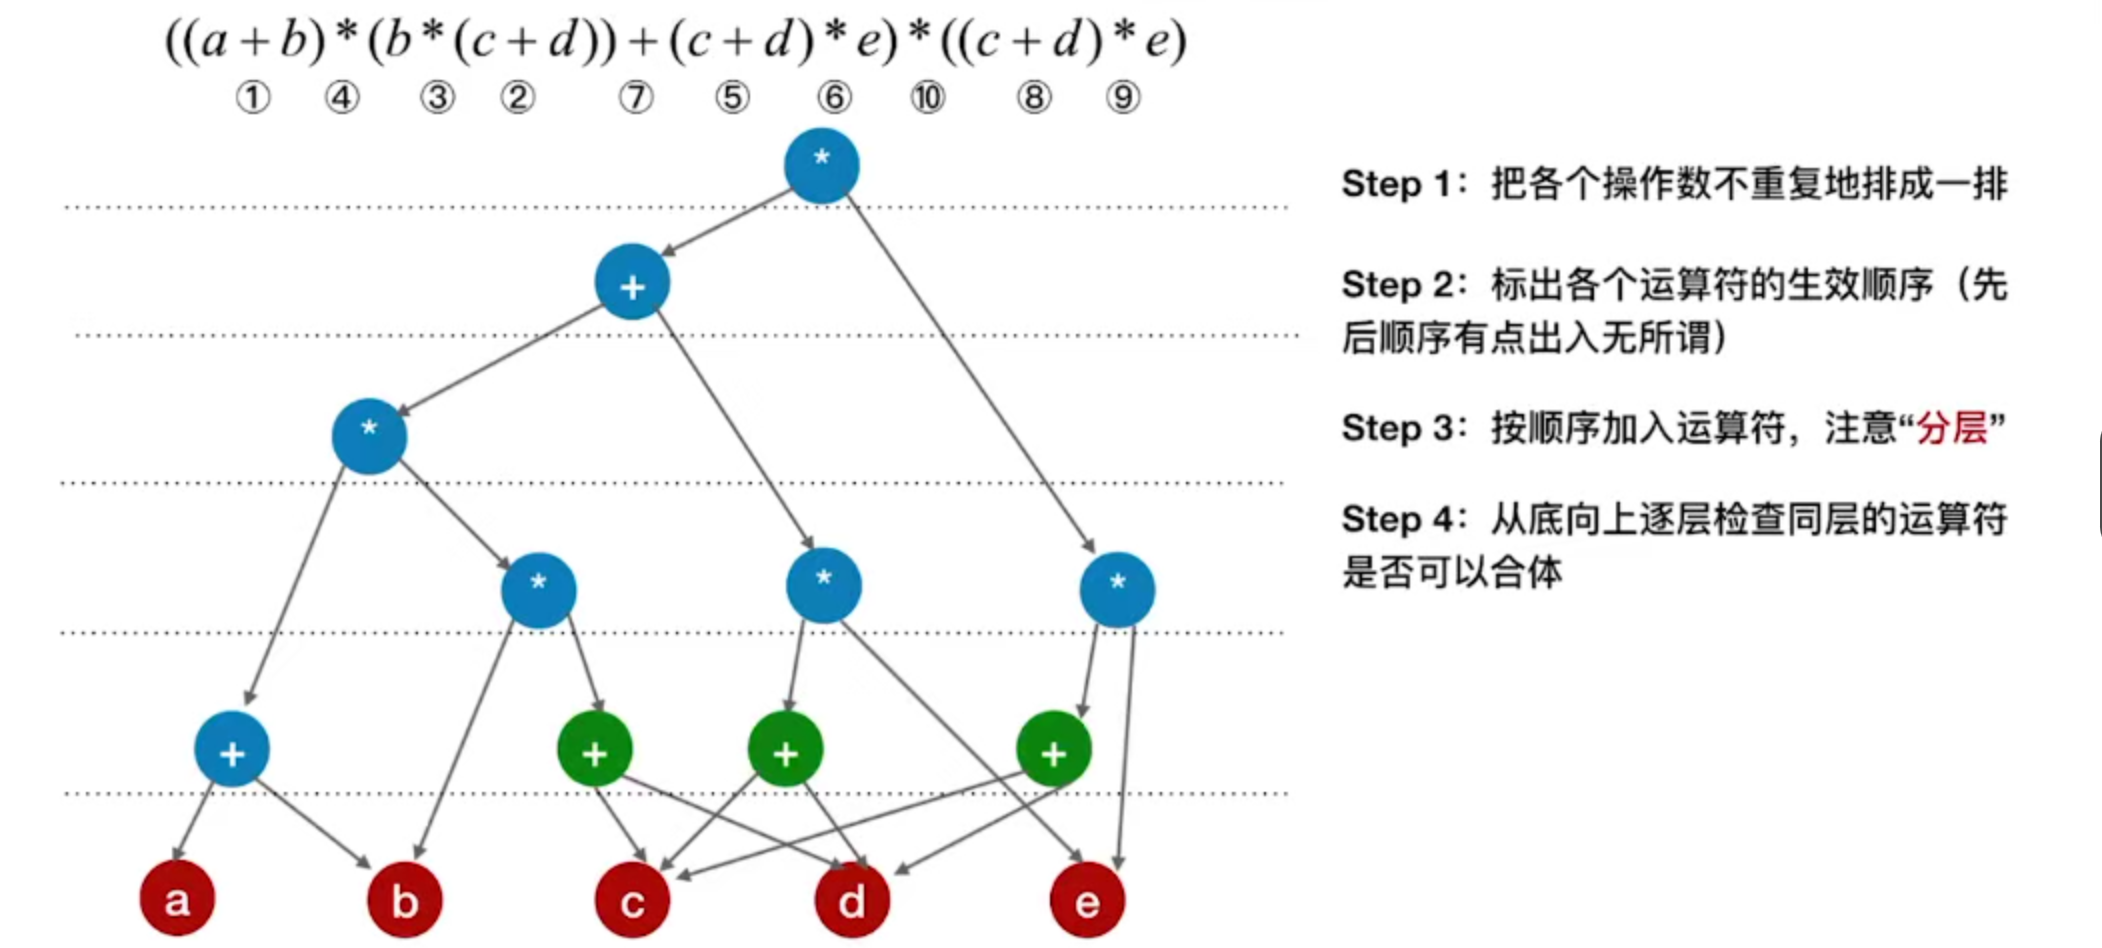 ((a+b)*(b*(c+d))+(c+d)*e)*((c+d)*e)
① ④ ③ ② ⑦ ⑤ ⑥ ⑩ ⑧ ⑨
*
Step 1：把各个操作数不重复地排成一排
+
Step 2：标出各个运算符的生效顺序（先
后顺序有点出入无所谓）
*
Step 3：按顺序加入运算符，注意“分层”
Step 4：从底向上逐层检查同层的运算符
是否可以合体
* * *
+ + + +
a b c d e